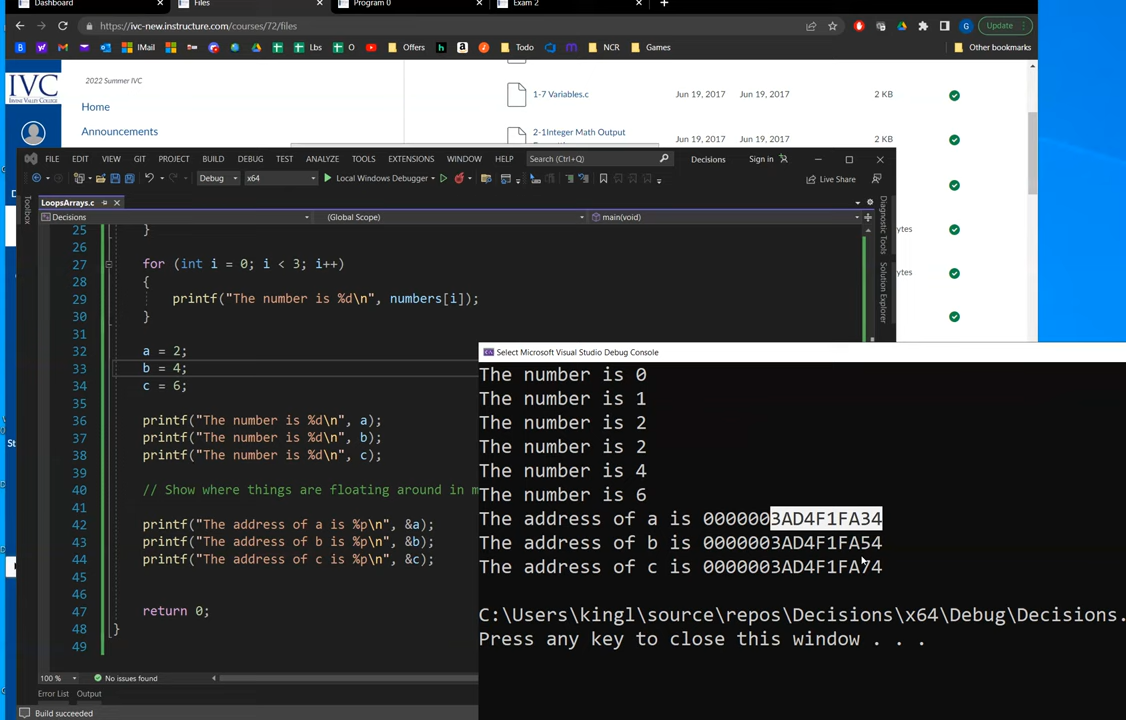 Dashboard
Files
Program 0
Exam 2
https://ivc-new.instructure.com/courses/72/files
Update
IMail
Lbs
O
Offers
Todo
NCR
Games
Other bookmarks
IVC
2022 Summer IVC
Home
Announcements
1-7 Variables.c
Jun 19, 2017
Jun 19, 2017
2 KB
2-1Integer Math Output
Jun 19, 2017
Jun 19, 2017
2 KB
FILE EDIT VIEW GIT PROJECT BUILD DEBUG TEST ANALYZE TOOLS EXTENSIONS WINDOW HELP
Search (Ctrl+Q)
Decisions
Sign in
Debug
x64
Local Windows Debugger
Live Share
LoopsArrays.c
Toolbox
Decisions
(Global Scope)
main(void)
Diagnostic Tools
Solution Explorer
ytes
ytes
25 }
26
27 for (int i = 0; i < 3; i++)
28 {
29 printf("The number is %d\n", numbers[i]);
30 }
31
32 a = 2;
33 b = 4;
34 c = 6;
35
36 printf("The number is %d\n", a);
37 printf("The number is %d\n", b);
38 printf("The number is %d\n", c);
39
40 // Show where things are floating around in m
41
42 printf("The address of a is %p\n", &a);
43 printf("The address of b is %p\n", &b);
44 printf("The address of c is %p\n", &c);
45
46
47 return 0;
48 }
49
St
Select Microsoft Visual Studio Debug Console
The number is 0
The number is 1
The number is 2
The number is 2
The number is 4
The number is 6
The address of a is 0000003AD4F1FA34
The address of b is 0000003AD4F1FA54
The address of c is 0000003AD4F1FA74
C:\Users\kingl\source\repos\Decisions\x64\Debug\Decisions.
Press any key to close this window . . .
100 %
No issues found
Error List
Output
Build succeeded